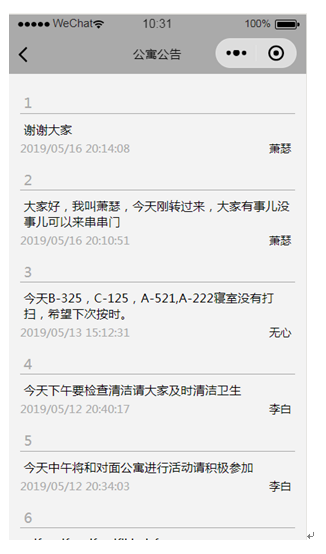 WeChat 10:31 100%
公寓公告
1
谢谢大家
2019/05/16 20:14:08 萧瑟
2
大家好，我叫萧瑟，今天刚转过来，大家有事儿没
事儿可以来串串门
2019/05/16 20:10:51 萧瑟
3
今天B-325，C-125，A-521,A-222寝室没有打
扫，希望下次按时。
2019/05/13 15:12:31 无心
4
今天下午要检查清洁请大家及时清洁卫生
2019/05/12 20:40:17 李白
5
今天中午将和对面公寓进行活动请积极参加
2019/05/12 20:34:03 李白
6